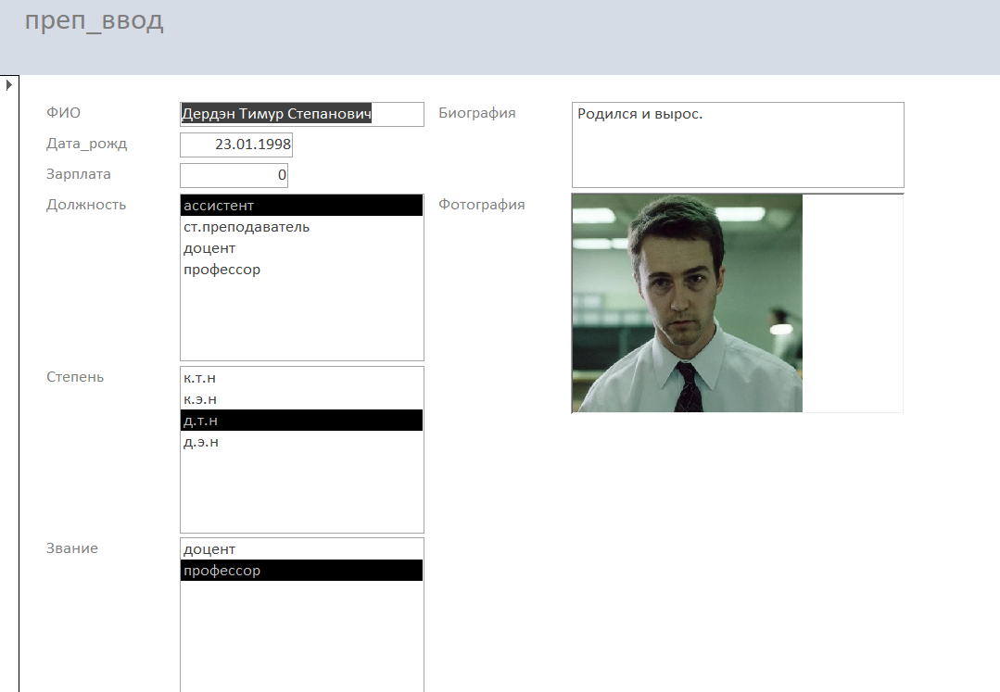 преп_ввод
ФИО
Дердэн Тимур Степанович
Дата_рожд
23.01.1998
Зарплата
0
Должность
ассистент
ст.преподаватель
доцент
профессор
Степень
к.т.н
к.э.н
д.т.н
д.э.н
Звание
доцент
профессор
Биография
Родился и вырос.
Фотография